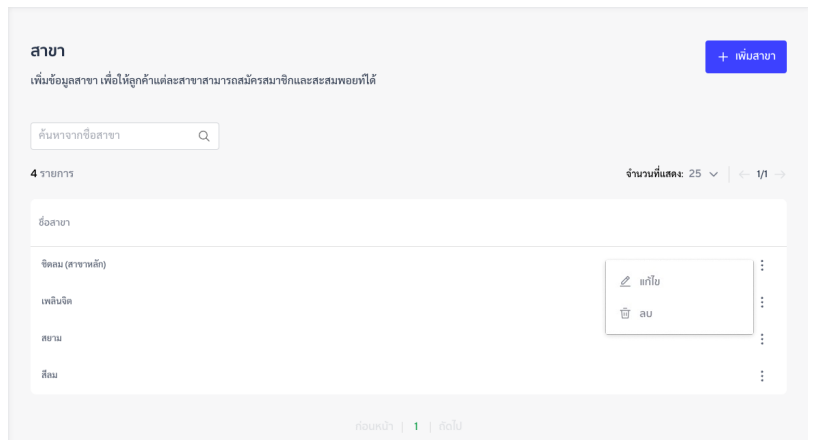 สาขา
+ เพิ่มสาขา
เพิ่มข้อมูลสาขา เพื่อให้ลูกค้าแต่ละสาขาสามารถสมัครสมาชิกและสะสมพอยท์ได้
ค้นหาจากชื่อสาขา
4 รายการ
จำนวนที่แสดง: 25
1/1
ชื่อสาขา
ชิดลม (สาขาหลัก)
แก้ไข
เพลินจิต
ลบ
สยาม
สีลม
ก่อนหน้า | 1 | ถัดไป